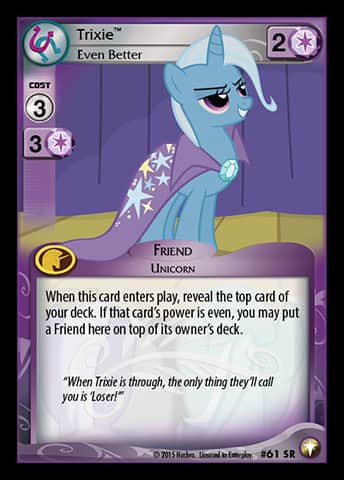 Trixie™
Even Better
2
COST
3
3
FRIEND
UNICORN
When this card enters play, reveal the top card of
your deck. If that card's power is even, you may put
a Friend here on top of its owner's deck.
“When Trixie is through, the only thing they'll call
you is ‘Loser!’”
© 2015 Hasbro. Licensed to Enterplay. #61 SR